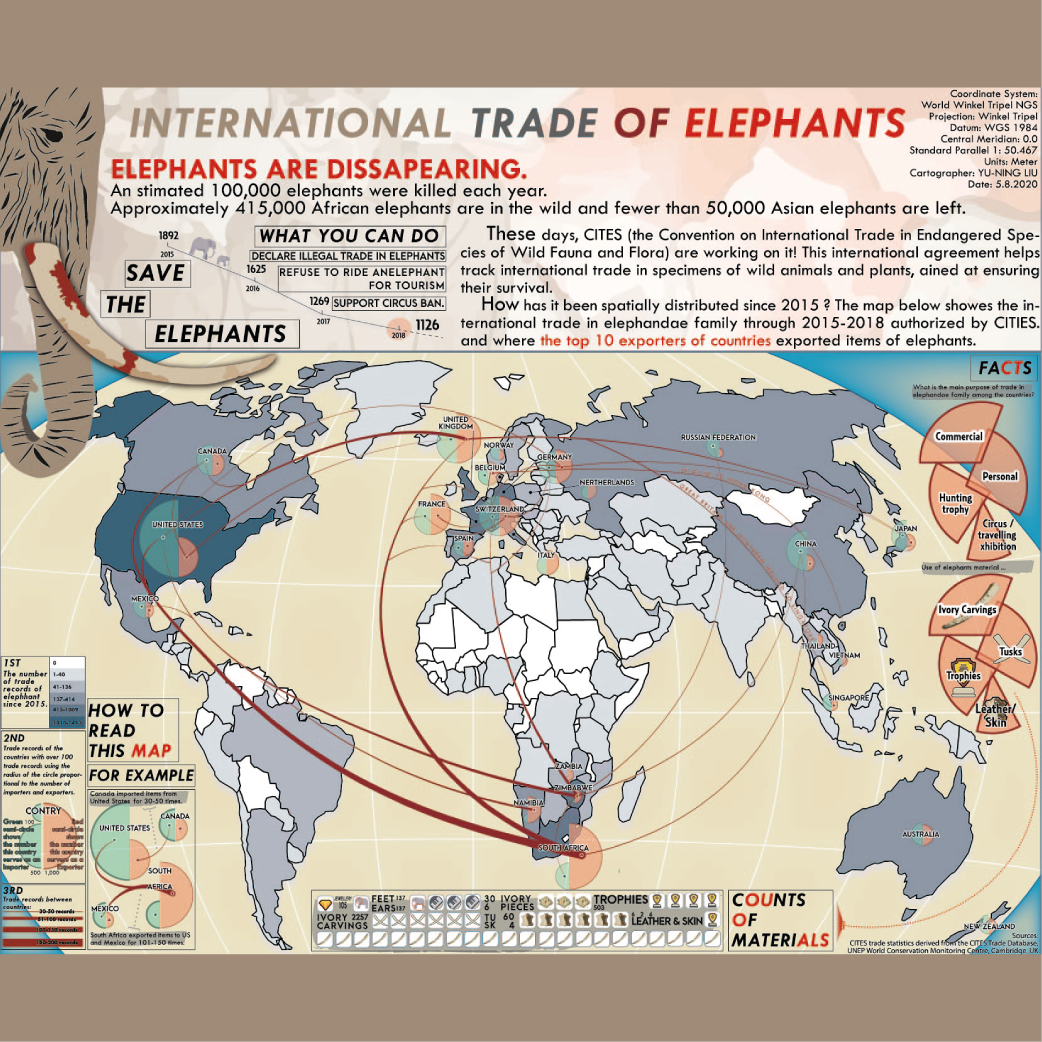 INTERNATIONAL TRADE OF ELEPHANTS
Coordinate System:
World Winkel Tripel NGS
Projection: Winkel Tripel
Datum: WGS 1984
Central Meridian: 0.0
Standard Parallel 1: 50.467
Units: Meter
Cartographer: YU-NING LIU
Date: 5.8.2020
ELEPHANTS ARE DISSAPEARING.
An stimated 100,000 elephants were killed each year.
Approximately 415,000 African elephants are in the wild and fewer than 50,000 Asian elephants are left.
1892
2015
1625
2016
1269
2017
1126
2018
SAVE
THE
ELEPHANTS
WHAT YOU CAN DO
DECLARE ILLEGAL TRADE IN ELEPHANTS
REFUSE TO RIDE ANELEPHANT
FOR TOURISM
SUPPORT CIRCUS BAN.
These days, CITES (the Convention on International Trade in Endangered Spe-
cies of Wild Fauna and Flora) are working on it! This international agreement helps
track international trade in specimens of wild animals and plants, aimed at ensuring
their survival.
How has it been spatially distributed since 2015 ? The map below showes the in-
ternational trade in elephandae family through 2015-2018 authorized by CITIES.
and where the top 10 exporters of countries exported items of elephants.
FACTS
What is the main purpose of trade in
elephandae family among the countries?
Commercial
Personal
Hunting
trophy
Circus /
travelling
xhibition
Use of elephants material ...
Ivory Carvings
Tusks
Trophies
Leather/
Skin
CANADA
UNITED STATES
MEXICO
UNITED
KINGDOM
NORWAY
BELGIUM
GERMANY
NERTHERLANDS
FRANCE
SWITZERLAND
SPAIN
ITALY
RUSSIAN FEDERATION
CHINA
JAPAN
THAILAND
VIETNAM
SINGAPORE
ZAMBIA
ZIMBABWE
NAMIBIA
SOUTH AFRICA
AUSTRALIA
NEW ZEALAND
1ST
The number
of trade
records of
elephhant
since 2015.
0
1-40
41-136
137-414
415-1009
2ND
Trade records of the
countries with over 100
trade records using the
radius of the circle propor-
tional to the number of
importers and exporters.
CONTRY
Green
semi-circle
shows
the number
this country
serves as an
Importer
100
Red
semi-circle
shows
the number
this country
serves as a
Exporter
500 1,000
3RD
Trade records between
countries:
30-50 records
51-100 records
HOW TO
READ
THIS MAP
FOR EXAMPLE
Canada imported items from
United States for 30-50 times.
UNITED STATES
CANADA
SOUTH
AFRICA
MEXICO
South Africa exported items to US
and Mexico for 101-150 times.
JEWELLERY
105
FEET 137
EARS 137
30
6
IVORY
PIECES
TROPHIES
503
IVORY 2257
CARVINGS
TU
SK
60
4
LEATHER & SKIN
COUNTS
OF
MATERIALS
Sources:
CITES trade statistics derived from the CITES Trade Database,
UNEP World Conservation Monitoring Centre, Cambridge, UK.